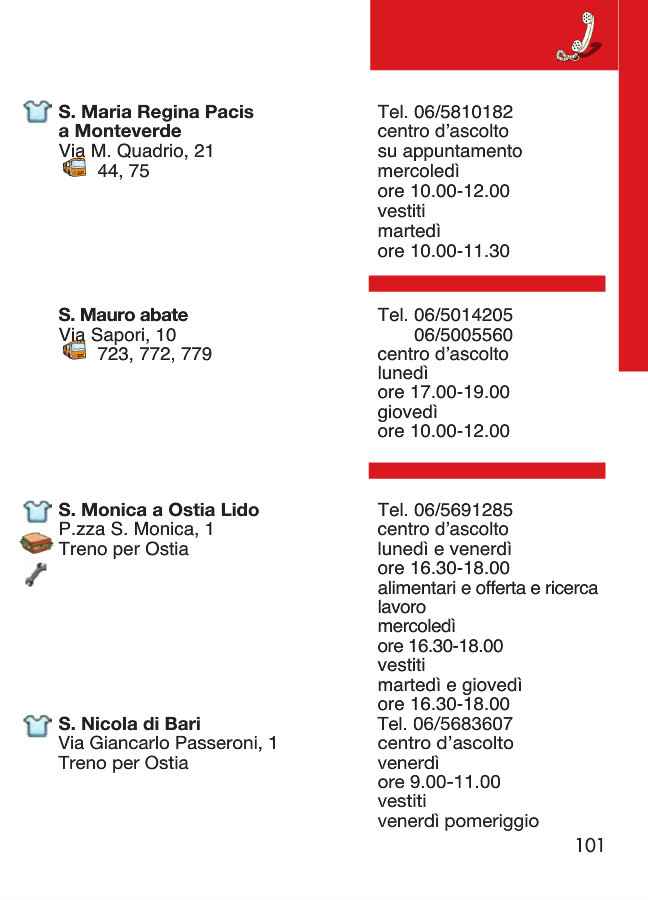 S. Maria Regina Pacis
a Monteverde
Via M. Quadrio, 21
44, 75
Tel. 06/5810182
centro d'ascolto
su appuntamento
mercoledì
ore 10.00-12.00
vestiti
martedì
ore 10.00-11.30
S. Mauro abate
Via Sapori, 10
723, 772, 779
Tel. 06/5014205
06/5005560
centro d'ascolto
lunedì
ore 17.00-19.00
giovedì
ore 10.00-12.00
S. Monica a Ostia Lido
P.zza S. Monica, 1
Treno per Ostia
Tel. 06/5691285
centro d'ascolto
lunedì e venerdì
ore 16.30-18.00
alimentari e offerta e ricerca
lavoro
mercoledì
ore 16.30-18.00
vestiti
martedì e giovedì
ore 16.30-18.00
S. Nicola di Bari
Via Giancarlo Passeroni, 1
Treno per Ostia
Tel. 06/5683607
centro d'ascolto
venerdì
ore 9.00-11.00
vestiti
venerdì pomeriggio
101